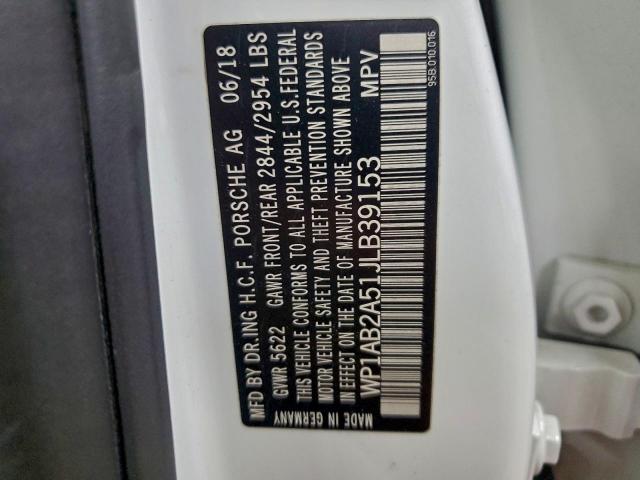 MFD BY DR.ING H.C.F. PORSCHE AG 06/18
GVWR 5622 GAWR FRONT/REAR 2844/2954 LBS
THIS VEHICLE CONFORMS TO ALL APPLICABLE U.S.FEDERAL
MOTOR VEHICLE SAFETY AND THEFT PREVENTION STANDARDS
IN EFFECT ON DATE OF MANUFACTURE SHOWN ABOVE
WP1AB2A51JLB39153 MPV
MADE IN GERMANY
95B.010.016